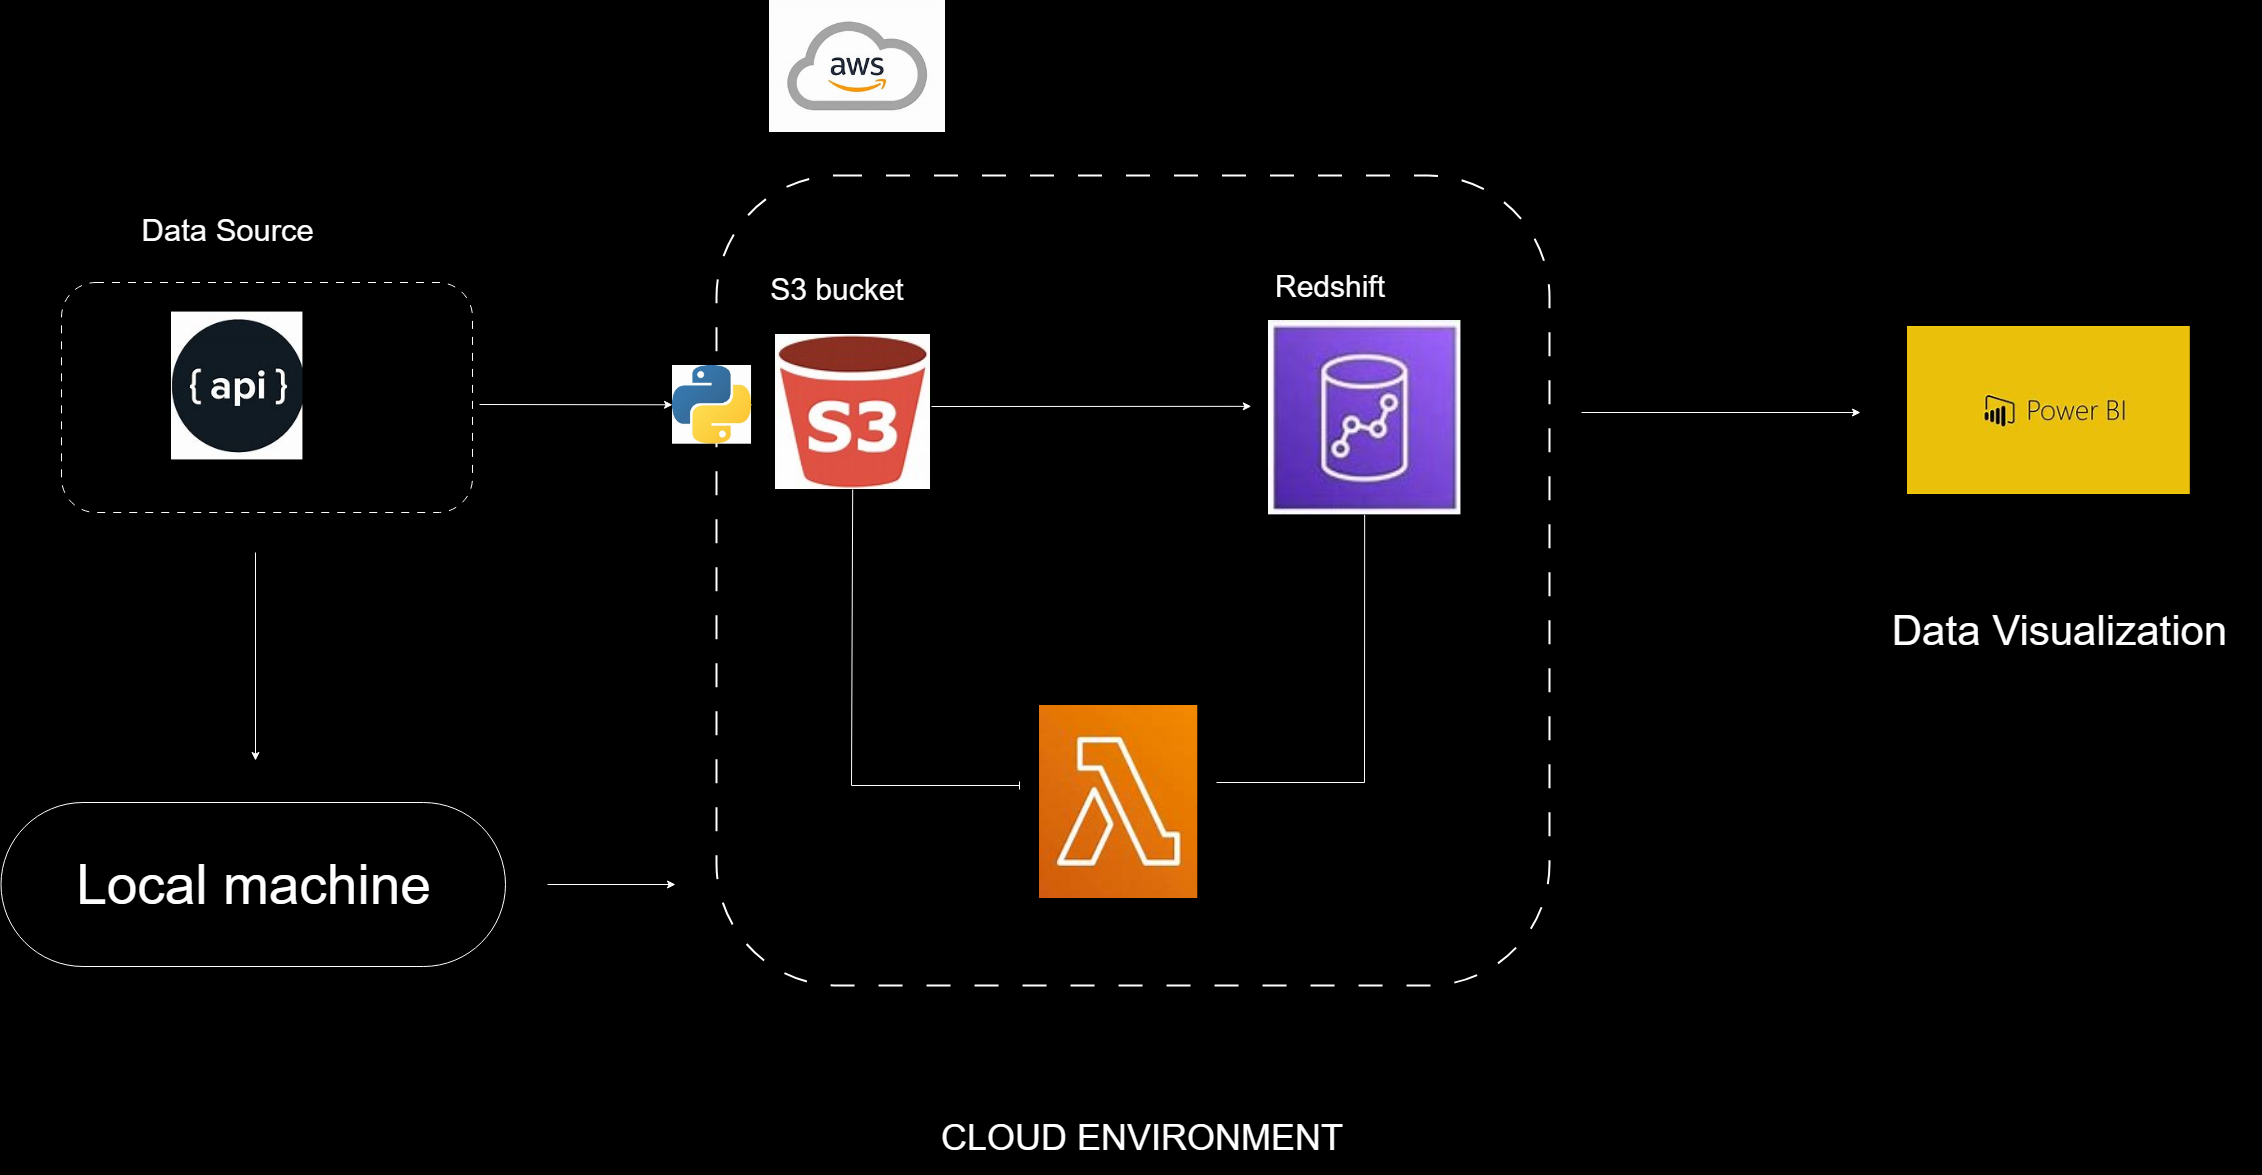 aws
Data Source
{ api }
S3 bucket
S3
Redshift
Power BI
Data Visualization
Local machine
CLOUD ENVIRONMENT